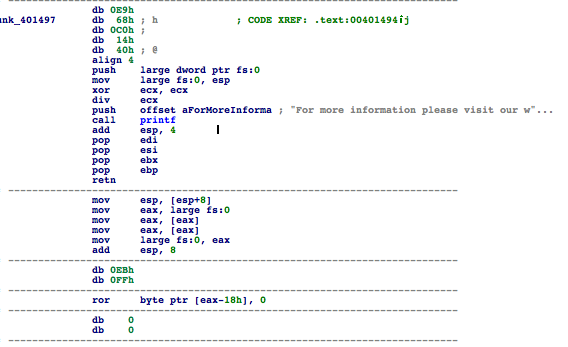 db 0E9h
unk_401497 db 68h ; h ; CODE XREF: .text:00401494↑j
db 0C0h ;
db 14h
db 40h ; @
align 4
push large dword ptr fs:0
mov large fs:0, esp
xor ecx, ecx
div ecx
push offset aForMoreInforma ; "For more information please visit our w"...
call printf
add esp, 4
pop edi
pop esi
pop ebx
pop ebp
retn
mov esp, [esp+8]
mov eax, large fs:0
mov eax, [eax]
mov eax, [eax]
mov large fs:0, eax
add esp, 8
db 0EBh
db 0FFh
ror byte ptr [eax-18h], 0
db 0
db 0